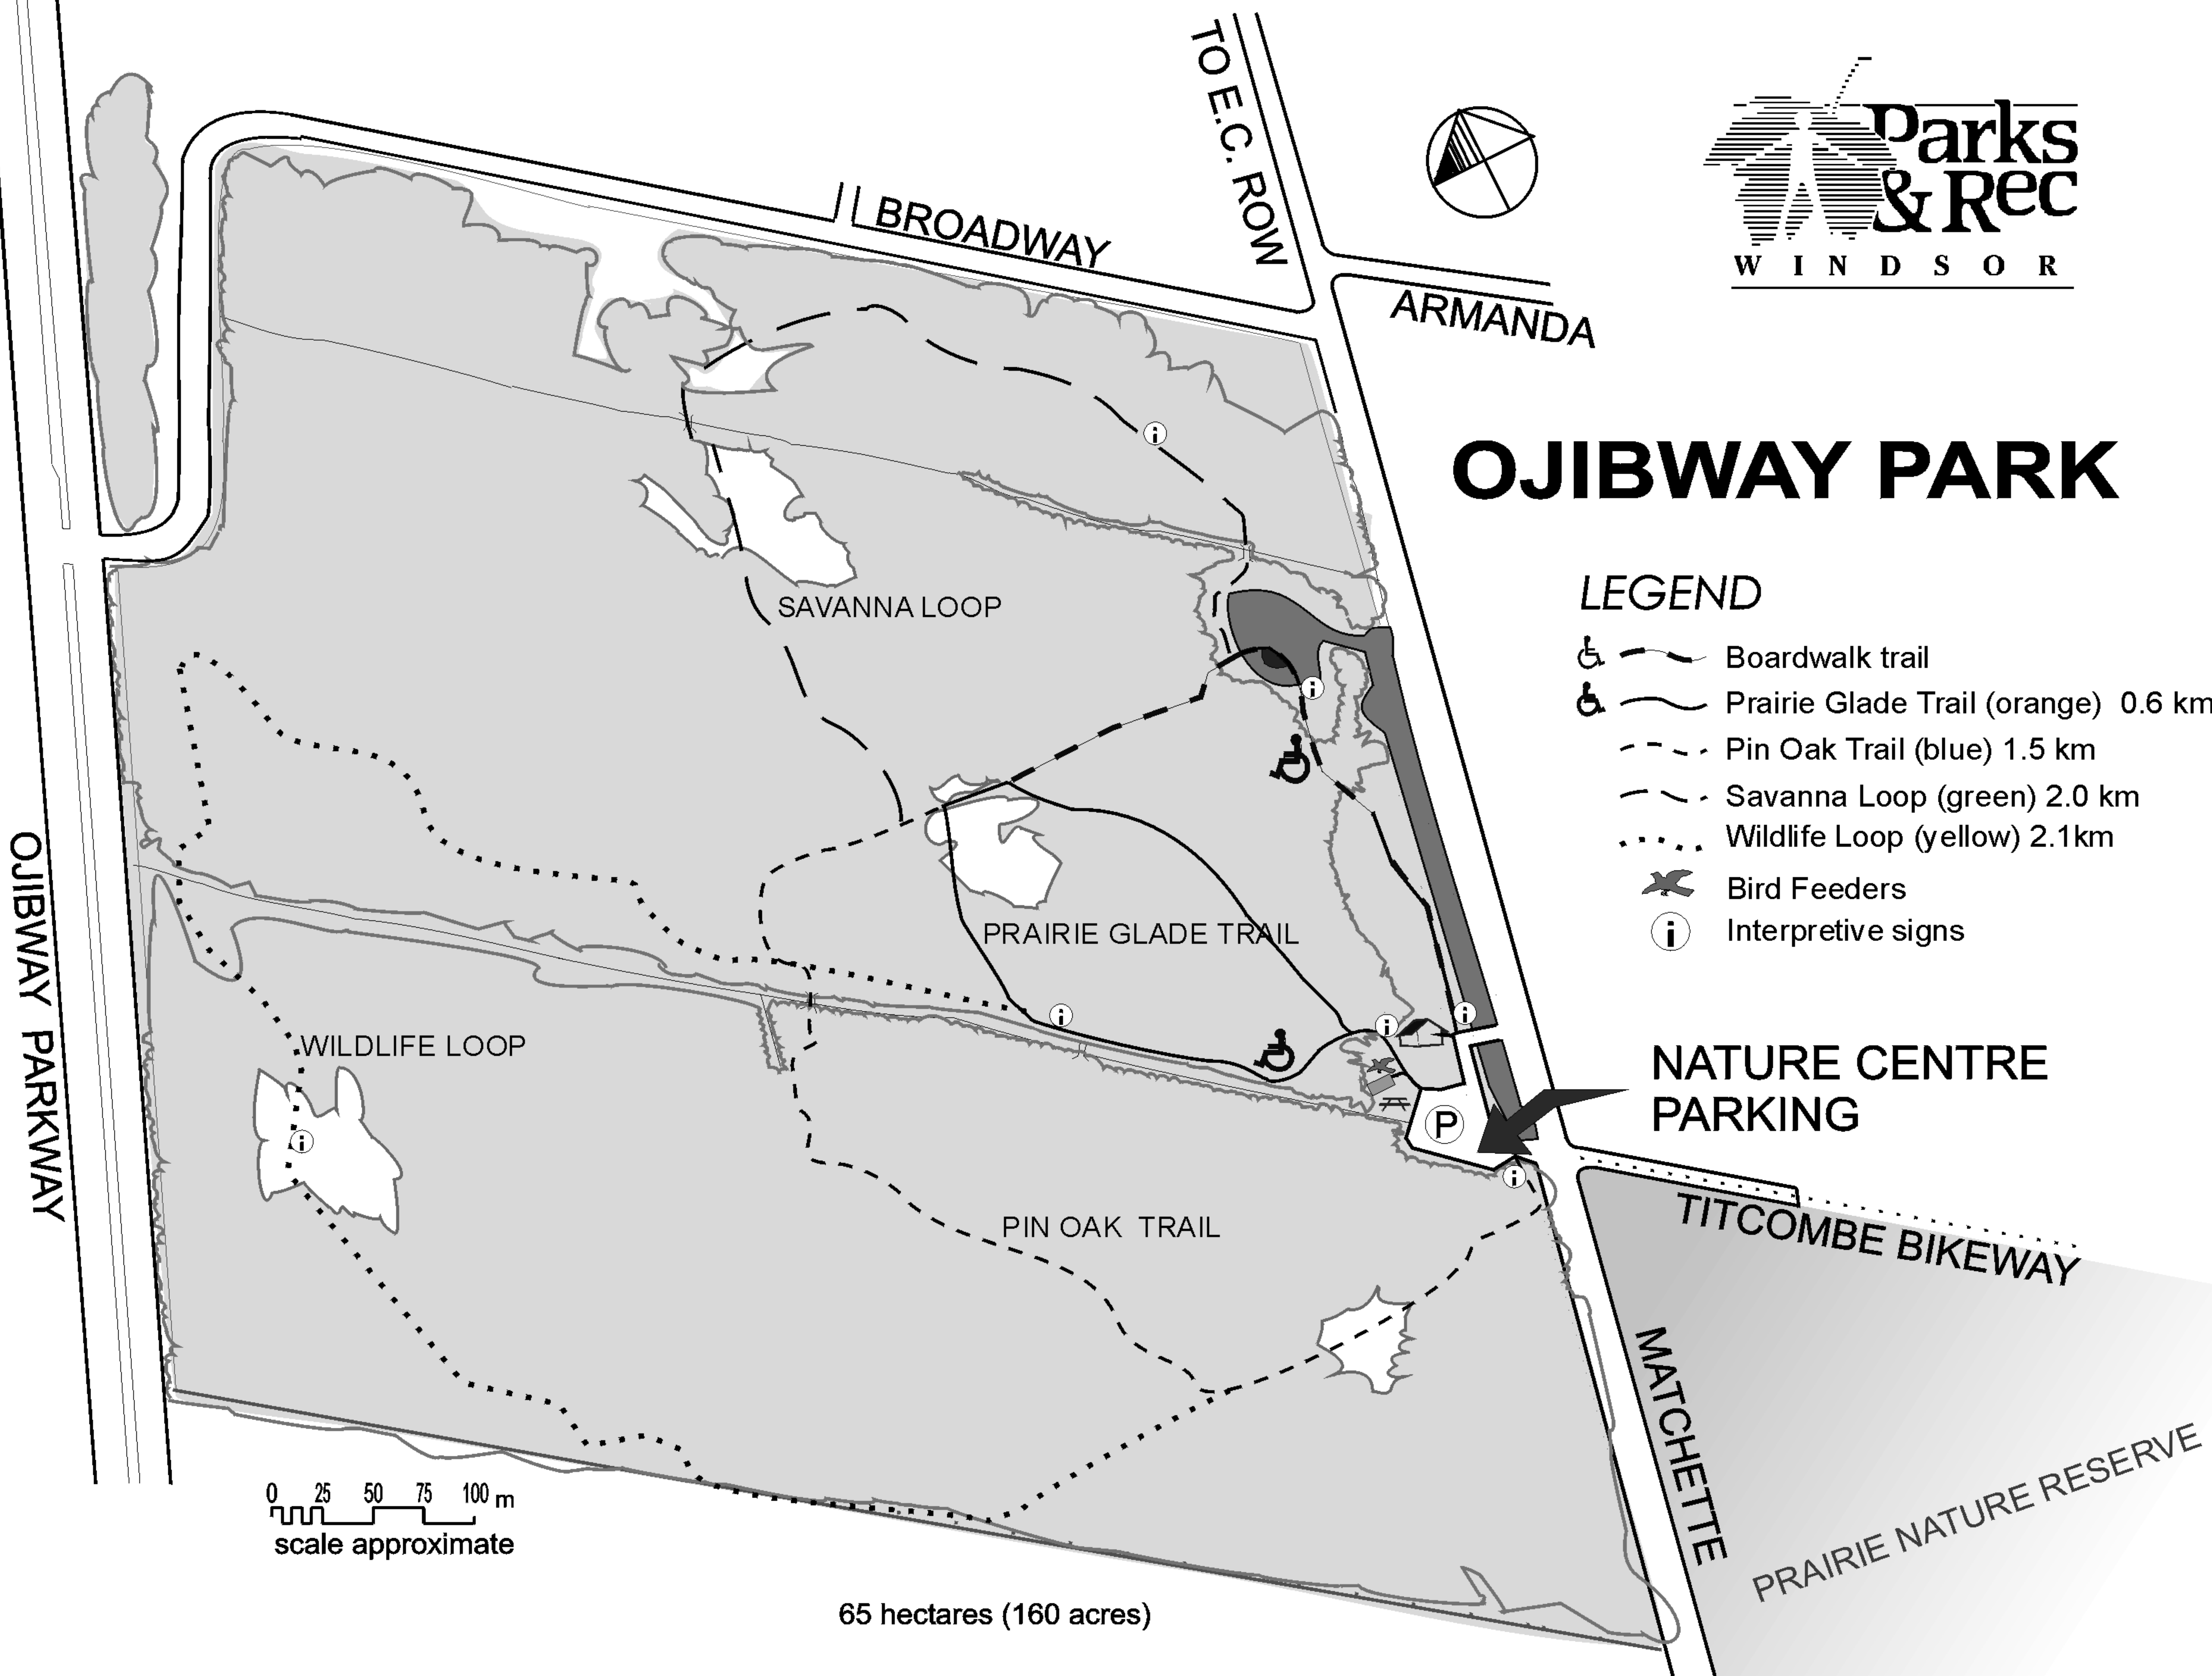 TO E.C. ROW
Parks
& Rec
WINDSOR
BROADWAY
ARMANDA
OJIBWAY PARK
i
SAVANNA LOOP
LEGEND
Boardwalk trail
Prairie Glade Trail (orange) 0.6 km
Pin Oak Trail (blue) 1.5 km
Savanna Loop (green) 2.0 km
Wildlife Loop (yellow) 2.1km
Bird Feeders
i Interpretive signs
i
OJIBWAY PARKWAY
PRAIRIE GLADE TRAIL
i
i
i
WILDLIFE LOOP
i
NATURE CENTRE
PARKING
P
i
PIN OAK TRAIL
TITCOMBE BIKEWAY
MATCHETTE
PRAIRIE NATURE RESERVE
0 25 50 75 100 m
scale approximate
65 hectares (160 acres)